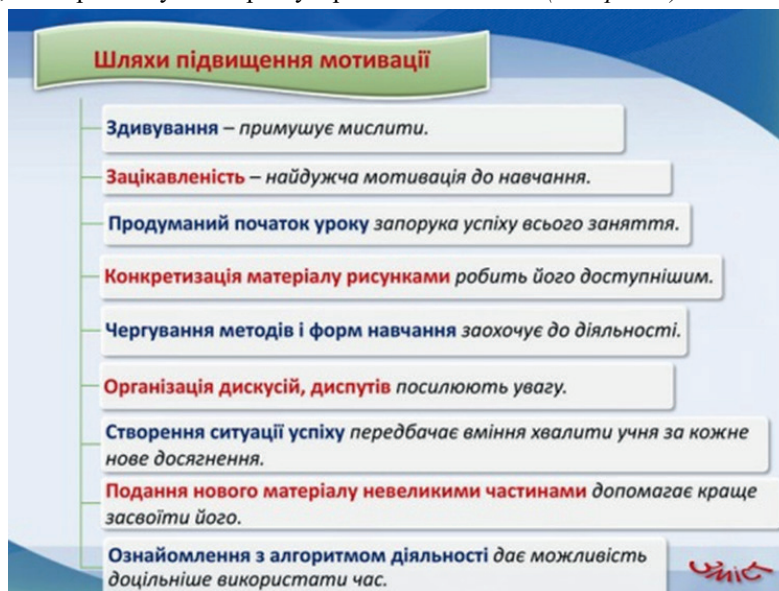 Шляхи підвищення мотивації
Здивування – примушує мислити.
Зацікавленість – найдужча мотивація до навчання.
Продуманий початок уроку запорука успіху всього заняття.
Конкретизація матеріалу рисунками робить його доступнішим.
Чергування методів і форм навчання заохочує до діяльності.
Організація дискусій, диспутів посилюють увагу.
Створення ситуації успіху передбачає вміння хвалити учня за кожне
нове досягнення.
Подання нового матеріалу невеликими частинами допомагає краще
засвоїти його.
Ознайомлення з алгоритмом діяльності дає можливість
доцільніше використати час.